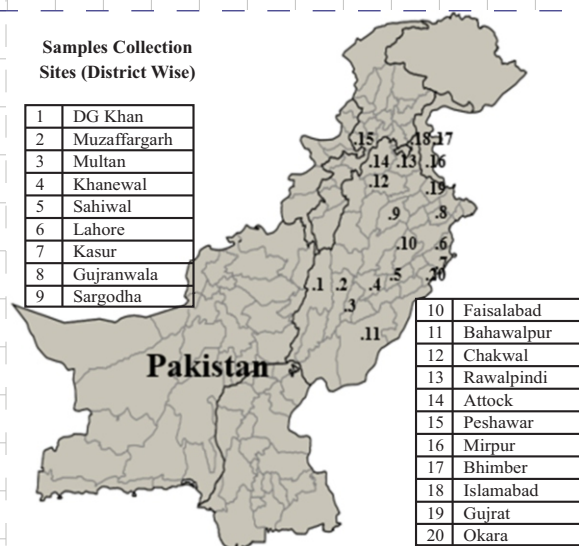 Samples Collection
Sites (District Wise)
1 DG Khan
2 Muzaffargarh
3 Multan
4 Khanewal
5 Sahiwal
6 Lahore
7 Kasur
8 Gujranwala
9 Sargodha
.15 .18 .17
.14 .13 .16
.12 .19
.9 .8
.10 .6
.7
.1 .2 .4 .5 .20
.3
.11
Pakistan
10 Faisalabad
11 Bahawalpur
12 Chakwal
13 Rawalpindi
14 Attock
15 Peshawar
16 Mirpur
17 Bhimber
18 Islamabad
19 Gujrat
20 Okara